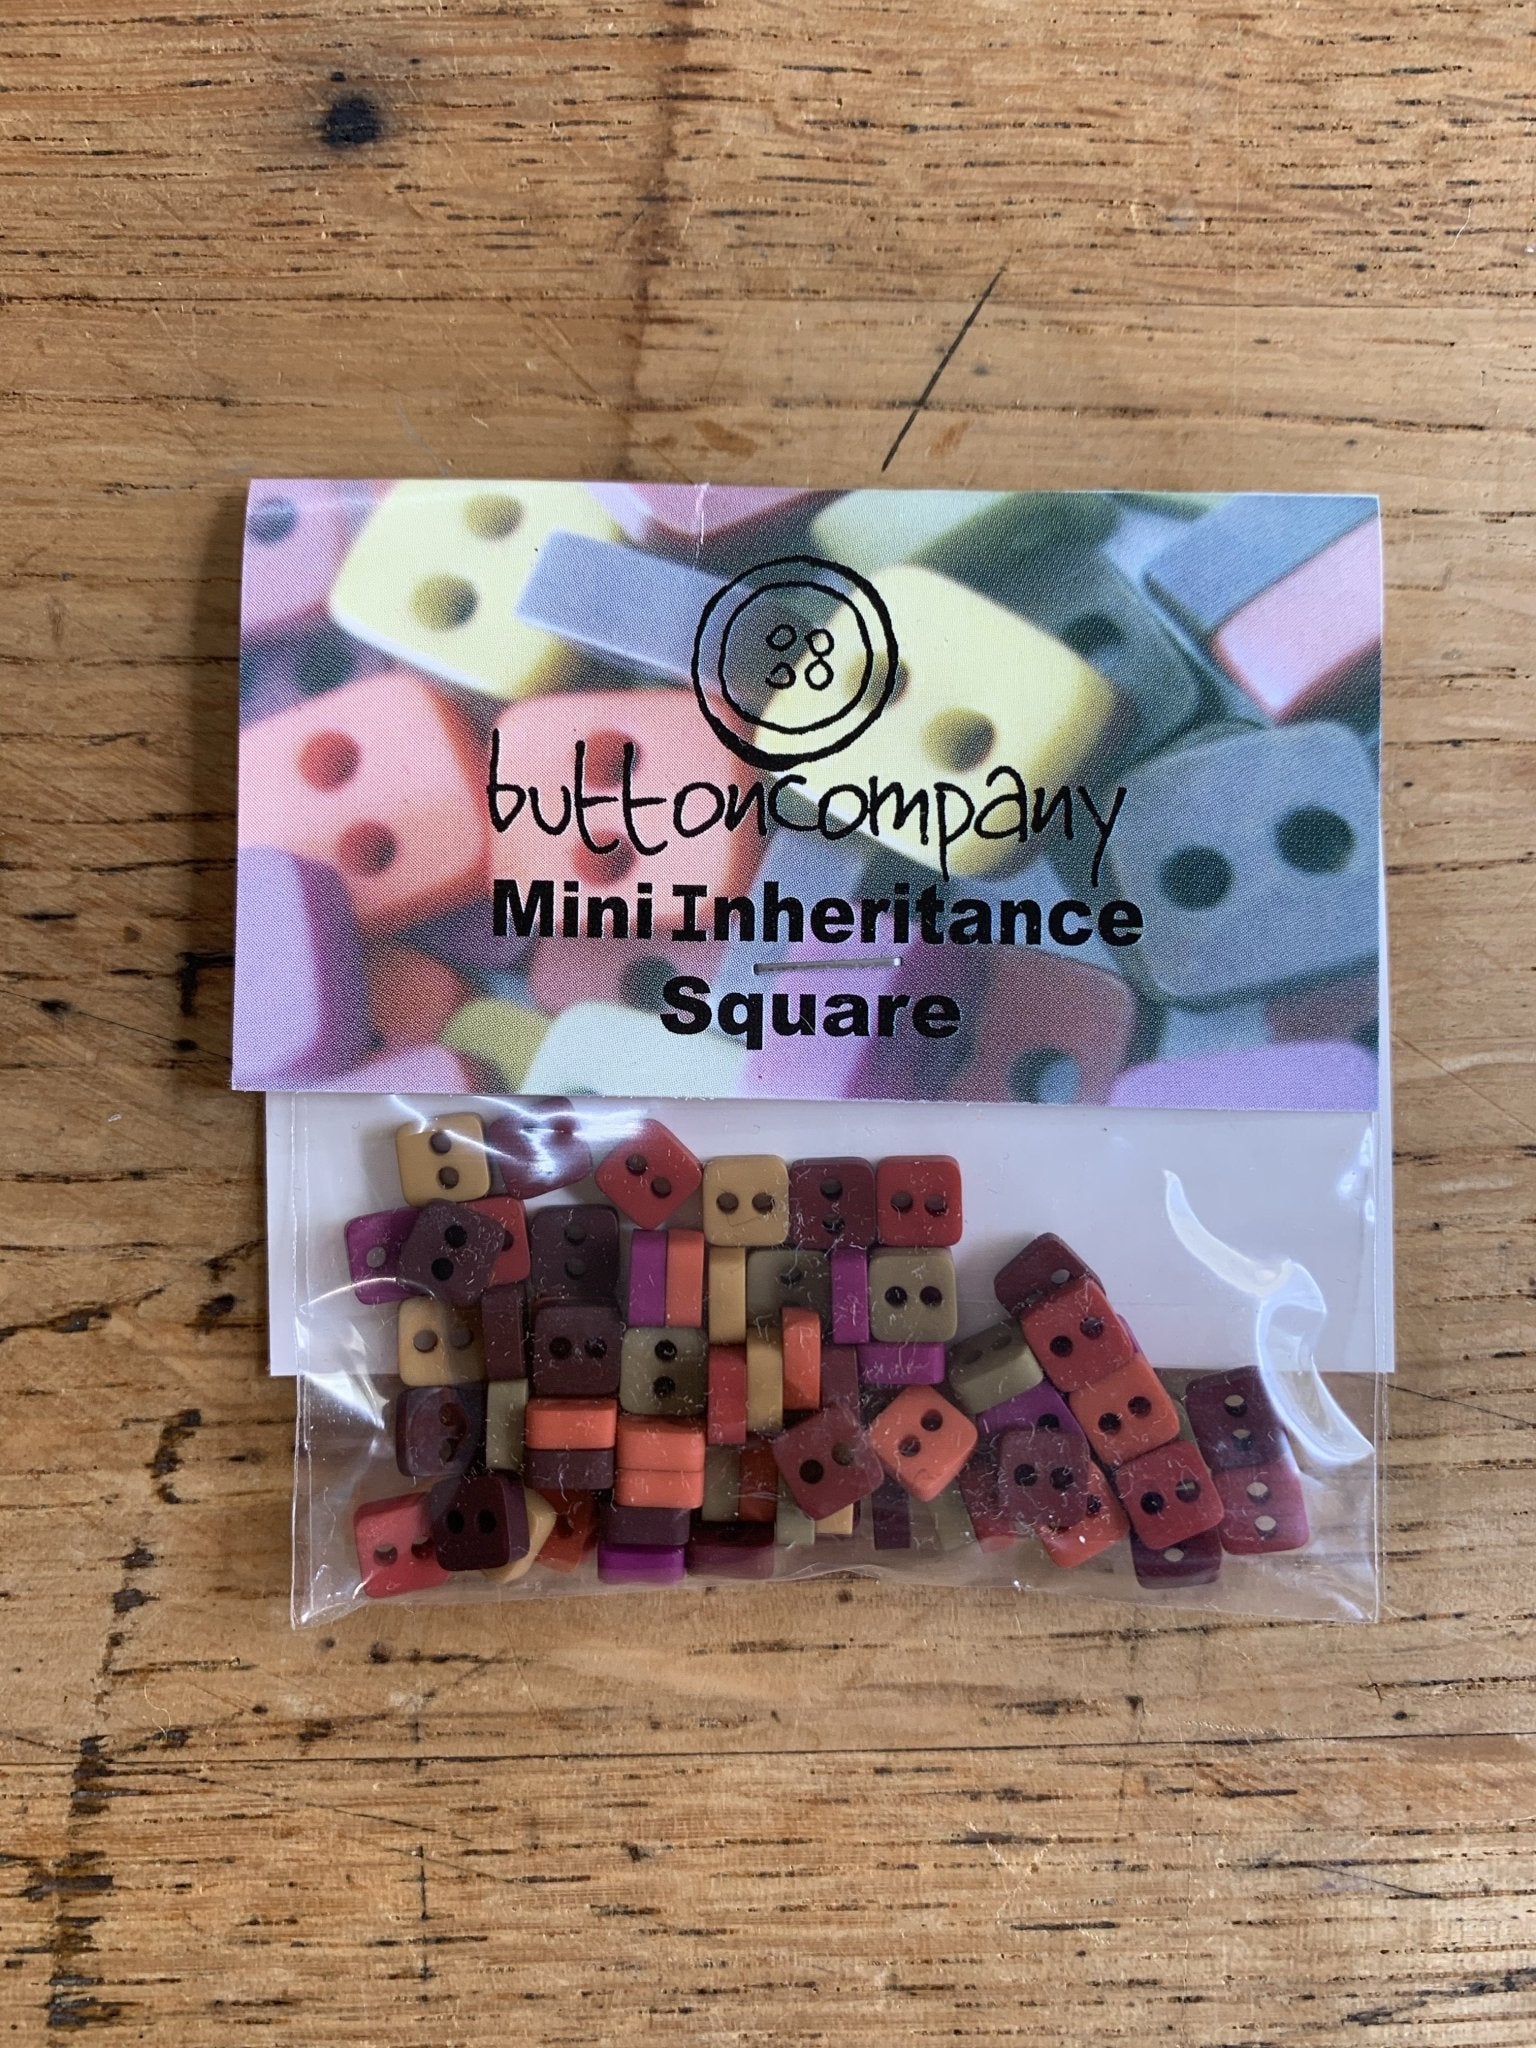 buttoncompany
Mini Inheritance
Square